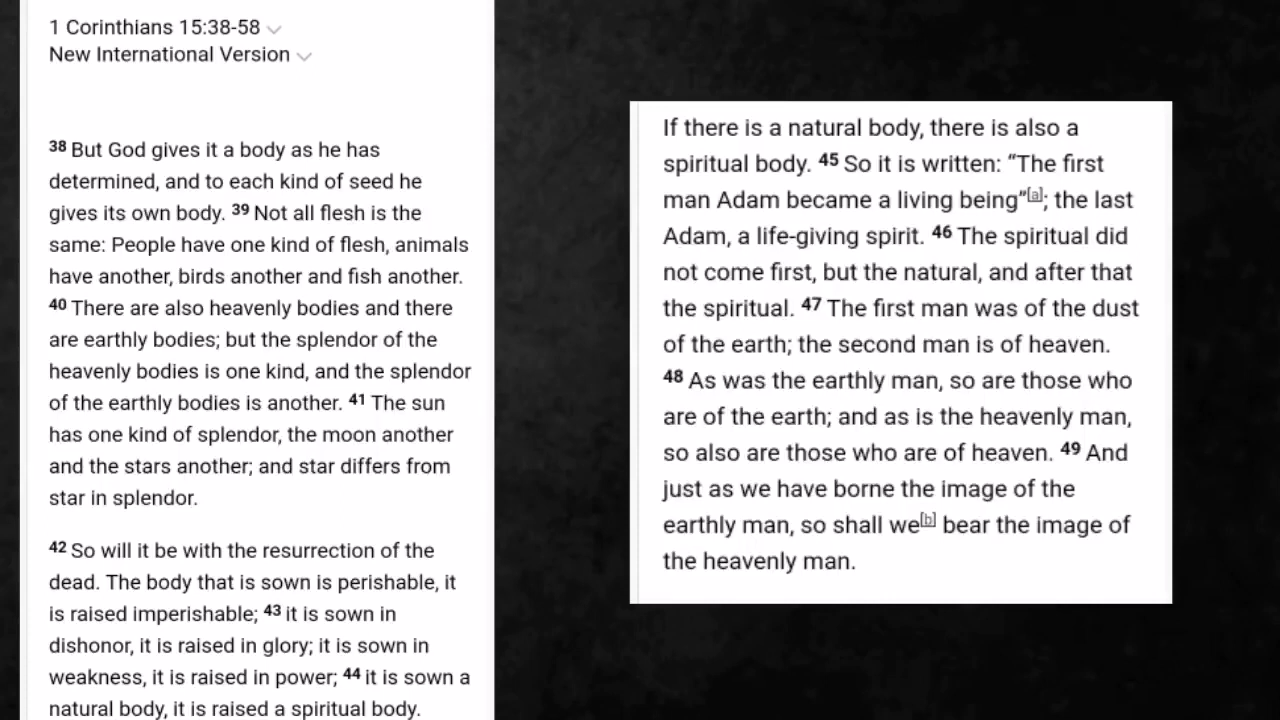 1 Corinthians 15:38-58
New International Version
38 But God gives it a body as he has
determined, and to each kind of seed he
gives its own body. 39 Not all flesh is the
same: People have one kind of flesh, animals
have another, birds another and fish another.
40 There are also heavenly bodies and there
are earthly bodies; but the splendor of the
heavenly bodies is one kind, and the splendor
of the earthly bodies is another. 41 The sun
has one kind of splendor, the moon another
and the stars another; and star differs from
star in splendor.
42 So will it be with the resurrection of the
dead. The body that is sown is perishable, it
is raised imperishable; 43 it is sown in
dishonor, it is raised in glory; it is sown in
weakness, it is raised in power; 44 it is sown a
natural body, it is raised a spiritual body.
If there is a natural body, there is also a
spiritual body. 45 So it is written: “The first
man Adam became a living being”[a]; the last
Adam, a life-giving spirit. 46 The spiritual did
not come first, but the natural, and after that
the spiritual. 47 The first man was of the dust
of the earth; the second man is of heaven.
48 As was the earthly man, so are those who
are of the earth; and as is the heavenly man,
so also are those who are of heaven. 49 And
just as we have borne the image of the
earthly man, so shall we[b] bear the image of
the heavenly man.